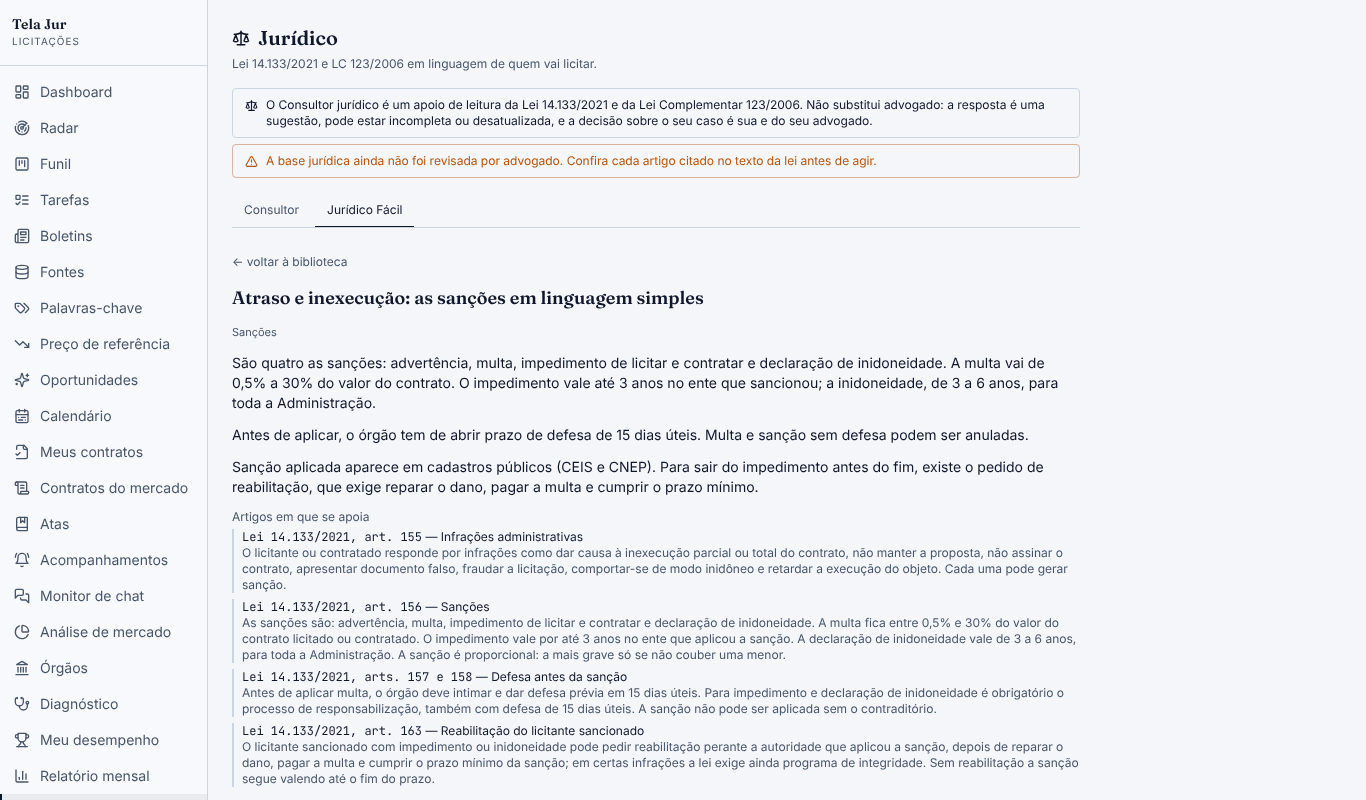 Tela Jur
LICITAÇÕES
Dashboard
Radar
Funil
Tarefas
Boletins
Fontes
Palavras-chave
Preço de referência
Oportunidades
Calendário
Meus contratos
Contratos do mercado
Atas
Acompanhamentos
Monitor de chat
Análise de mercado
Órgãos
Diagnóstico
Meu desempenho
Relatório mensal
Jurídico
Lei 14.133/2021 e LC 123/2006 em linguagem de quem vai licitar.
O Consultor jurídico é um apoio de leitura da Lei 14.133/2021 e da Lei Complementar 123/2006. Não substitui advogado: a resposta é uma
sugestão, pode estar incompleta ou desatualizada, e a decisão sobre o seu caso é sua e do seu advogado.
A base jurídica ainda não foi revisada por advogado. Confira cada artigo citado no texto da lei antes de agir.
Consultor
Jurídico Fácil
← voltar à biblioteca
Atraso e inexecução: as sanções em linguagem simples
Sanções
São quatro as sanções: advertência, multa, impedimento de licitar e contratar e declaração de inidoneidade. A multa vai de
0,5% a 30% do valor do contrato. O impedimento vale até 3 anos no ente que sancionou; a inidoneidade, de 3 a 6 anos, para
toda a Administração.
Antes de aplicar, o órgão tem de abrir prazo de defesa de 15 dias úteis. Multa e sanção sem defesa podem ser anuladas.
Sanção aplicada aparece em cadastros públicos (CEIS e CNEP). Para sair do impedimento antes do fim, existe o pedido de
reabilitação, que exige reparar o dano, pagar a multa e cumprir o prazo mínimo.
Artigos em que se apoia
Lei 14.133/2021, art. 155 — Infrações administrativas
O licitante ou contratado responde por infrações como dar causa à inexecução parcial ou total do contrato, não manter a proposta, não assinar o
contrato, apresentar documento falso, fraudar a licitação, comportar-se de modo inidôneo e retardar a execução do objeto. Cada uma pode gerar
sanção.
Lei 14.133/2021, art. 156 — Sanções
As sanções são: advertência, multa, impedimento de licitar e contratar e declaração de inidoneidade. A multa fica entre 0,5% e 30% do valor do
contrato licitado ou contratado. O impedimento vale por até 3 anos no ente que aplicou a sanção. A declaração de inidoneidade vale de 3 a 6 anos,
para toda a Administração. A sanção é proporcional: a mais grave só se não couber uma menor.
Lei 14.133/2021, arts. 157 e 158 — Defesa antes da sanção
Antes de aplicar multa, o órgão deve intimar e dar defesa prévia em 15 dias úteis. Para impedimento e declaração de inidoneidade é obrigatório o
processo de responsabilização, também com defesa de 15 dias úteis. A sanção não pode ser aplicada sem o contraditório.
Lei 14.133/2021, art. 163 — Reabilitação do licitante sancionado
O licitante sancionado com impedimento ou inidoneidade pode pedir reabilitação perante a autoridade que aplicou a sanção, depois de reparar o
dano, pagar a multa e cumprir o prazo mínimo da sanção; em certas infrações a lei exige ainda programa de integridade. Sem reabilitação a sanção
segue valendo até o fim do prazo.